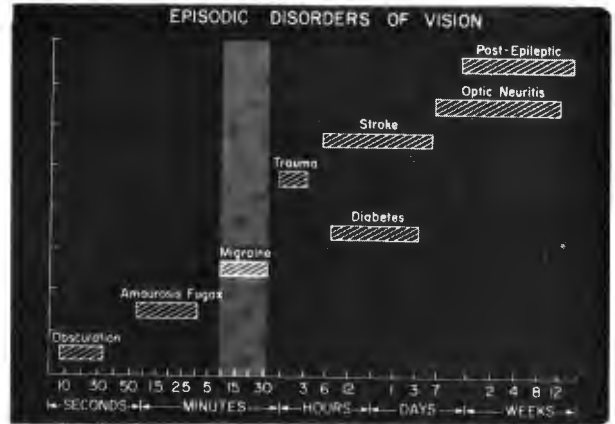 EPISODIC DISORDERS OF VISION
Post-Epileptic
Optic Neuritis
Stroke
Trauma
Diabetes
Migraine
Amaurosis Fugax
Obscuration
10 30 50 15 25 5 15 30 3 6 12 1 3 7 2 4 8 12
SECONDS MINUTES HOURS DAYS WEEKS